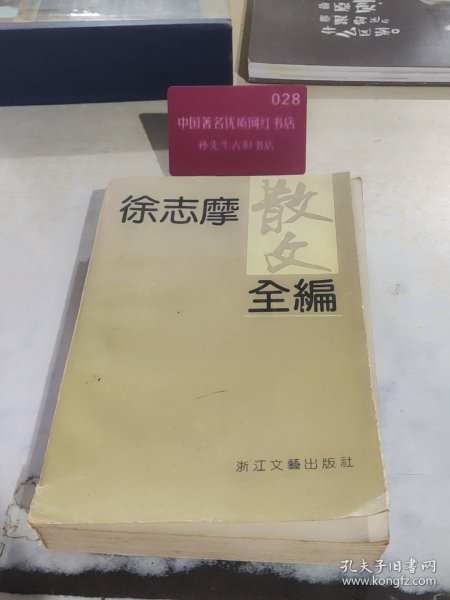 028
中国著名优质网红书店
孙先生古旧书店
徐志摩
散文
全編
浙江文藝出版社
孔夫子旧书网
www.kongfz.com